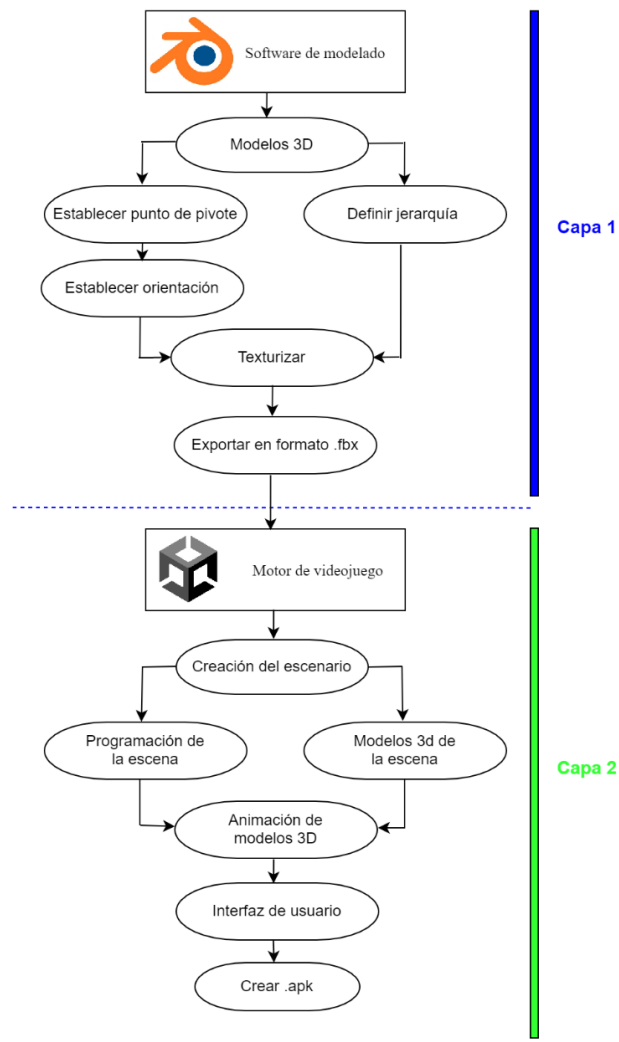 Software de modelado
Modelos 3D
Establecer punto de pivote
Definir jerarquía
Capa 1
Establecer orientación
Texturizar
Exportar en formato .fbx
Motor de videojuego
Creación del escenario
Programación de
la escena
Modelos 3d de
la escena
Capa 2
Animación de
modelos 3D
Interfaz de usuario
Crear .apk